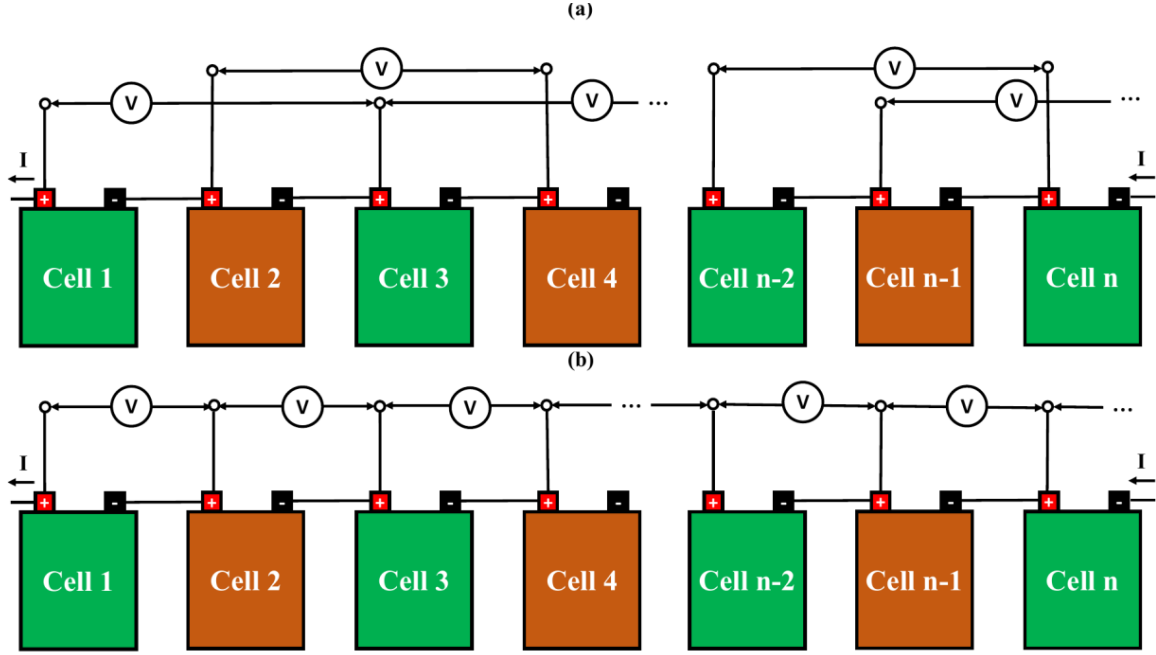 (a)
V
V
V
V
V
...
...
I
I
+ - + - + - + - + - + - + -
Cell 1 Cell 2 Cell 3 Cell 4 Cell n-2 Cell n-1 Cell n
(b)
V V V ... V V ...
I
I
+ - + - + - + - + - + - + -
Cell 1 Cell 2 Cell 3 Cell 4 Cell n-2 Cell n-1 Cell n